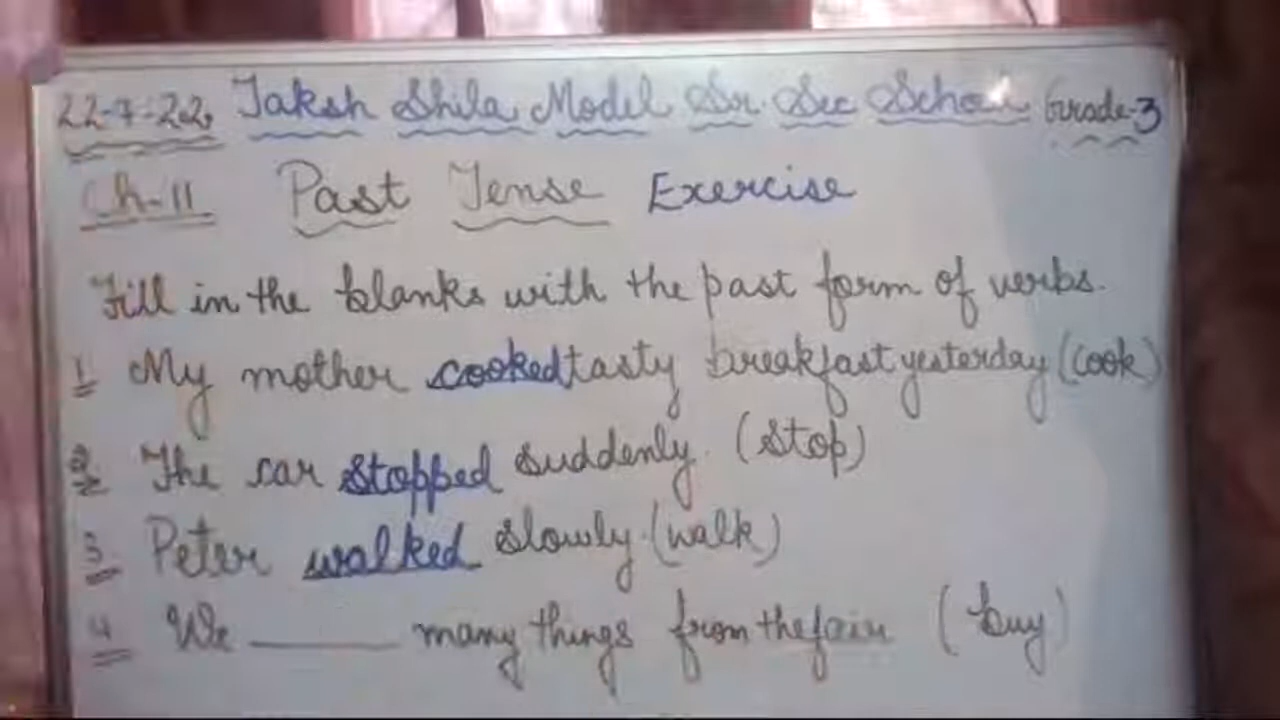 22-7-22, Taksh Shila Model Sr. Sec School Grade-3
Ch-11 Past Tense Exercise
Fill in the blanks with the past form of verbs.
1 My mother cooked tasty breakfast yesterday (cook)
2. The car stopped suddenly. (stop)
3. Peter walked slowly. (walk)
4 We ______ many things from the fair (buy)